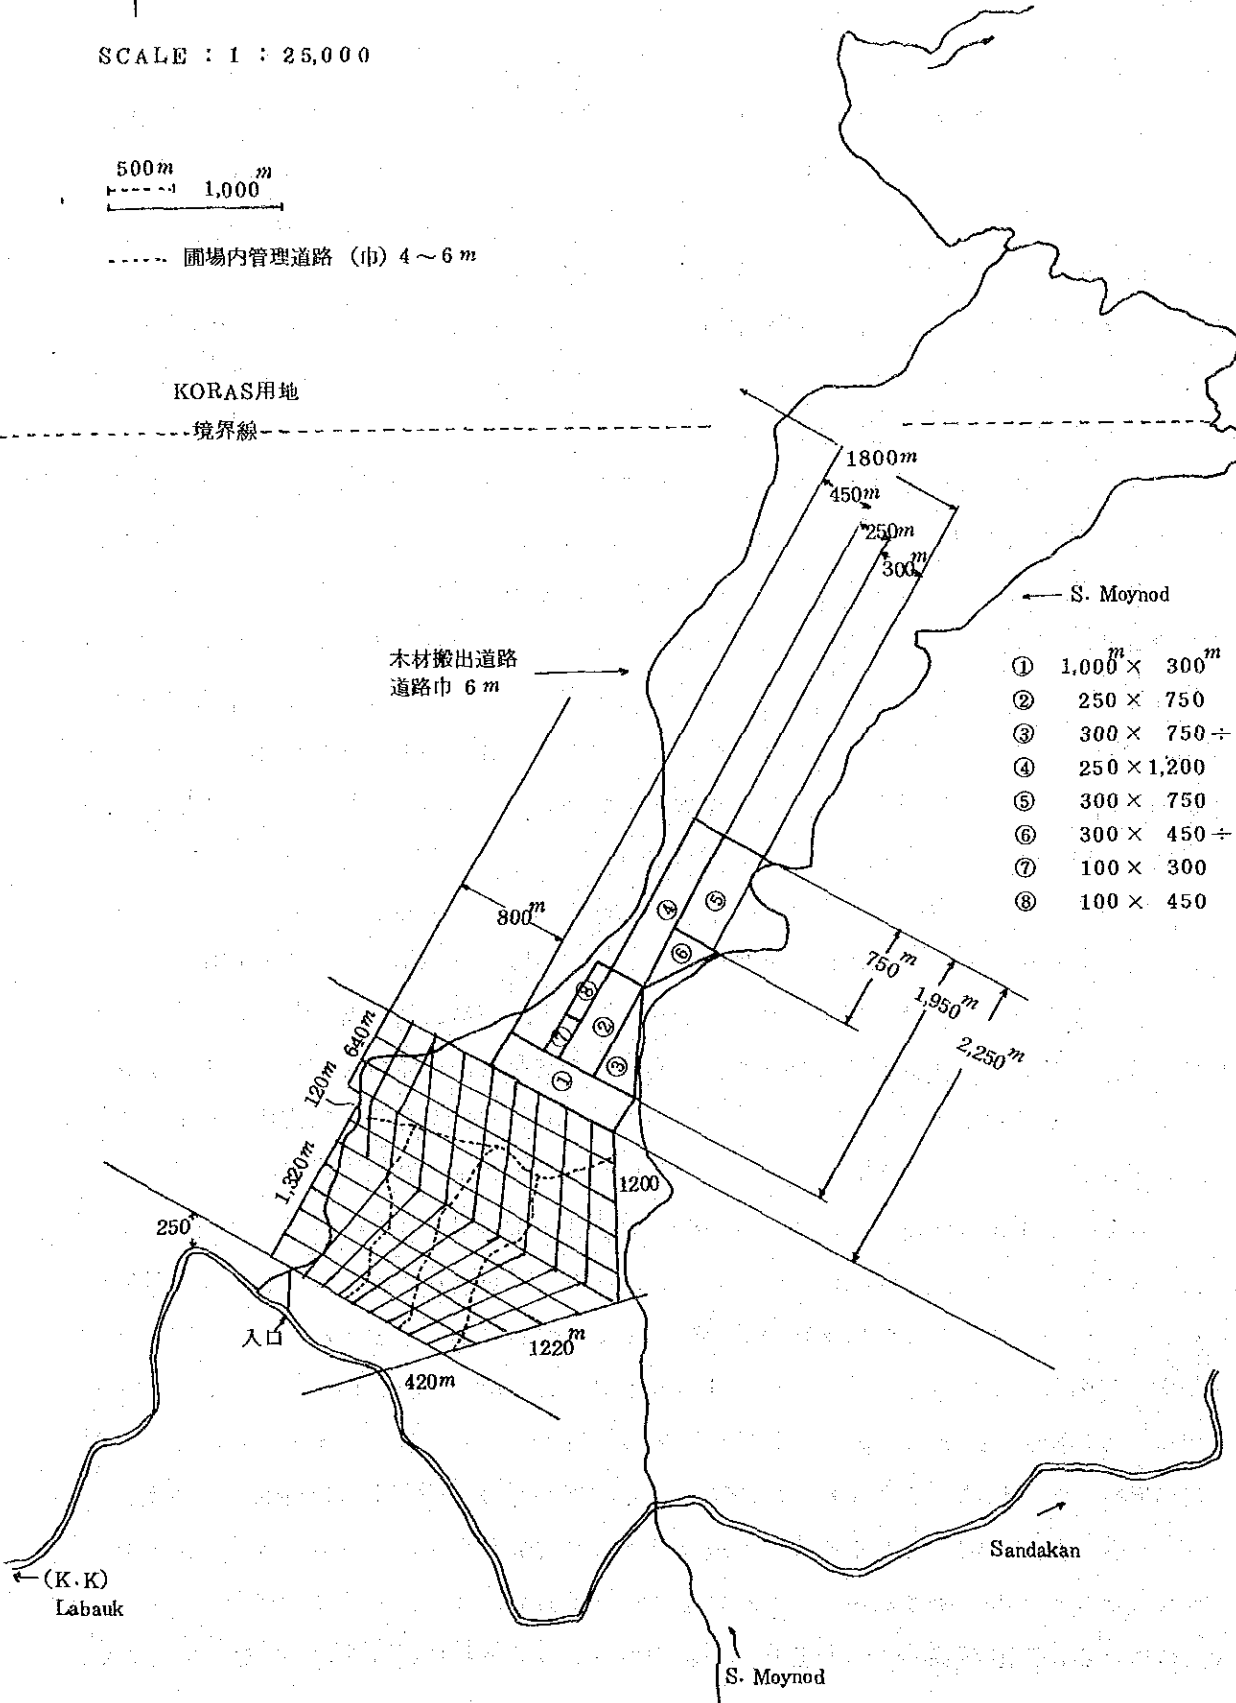 SCALE : 1 : 25,000
500m
1,000m
圃場内管理道路 (巾) 4～6m
KORAS用地
境界線
1800m
450m
250m
300m
← S. Moynod
木材搬出道路
道路巾 6m
① 1,000m × 300m
② 250 × 750
③ 300 × 750 ÷
④ 250 × 1,200
⑤ 300 × 750
⑥ 300 × 450 ÷
⑦ 100 × 300
⑧ 100 × 450
800m
④
⑤
⑥
⑧
②
⑦
③
①
750m
1,950m
2,250m
640m
120m
1,320m
1200
250
入口
1220m
420m
Sandakan
←(K.K)
Labauk
S. Moynod